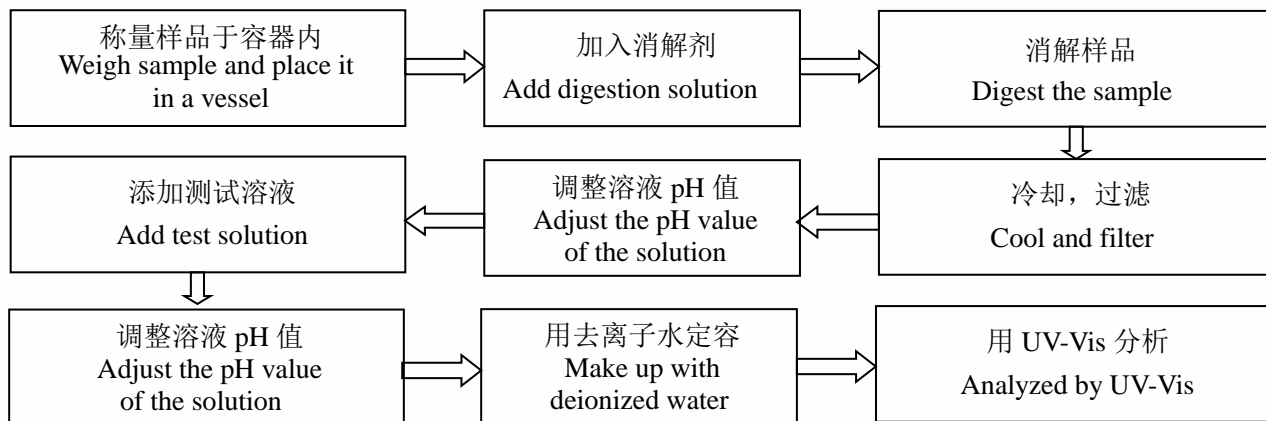 称量样品于容器内
Weigh sample and place it
in a vessel
加入消解剂
Add digestion solution
消解样品
Digest the sample
冷却，过滤
Cool and filter
调整溶液 pH 值
Adjust the pH value
of the solution
添加测试溶液
Add test solution
调整溶液 pH 值
Adjust the pH value
of the solution
用去离子水定容
Make up with
deionized water
用 UV-Vis 分析
Analyzed by UV-Vis